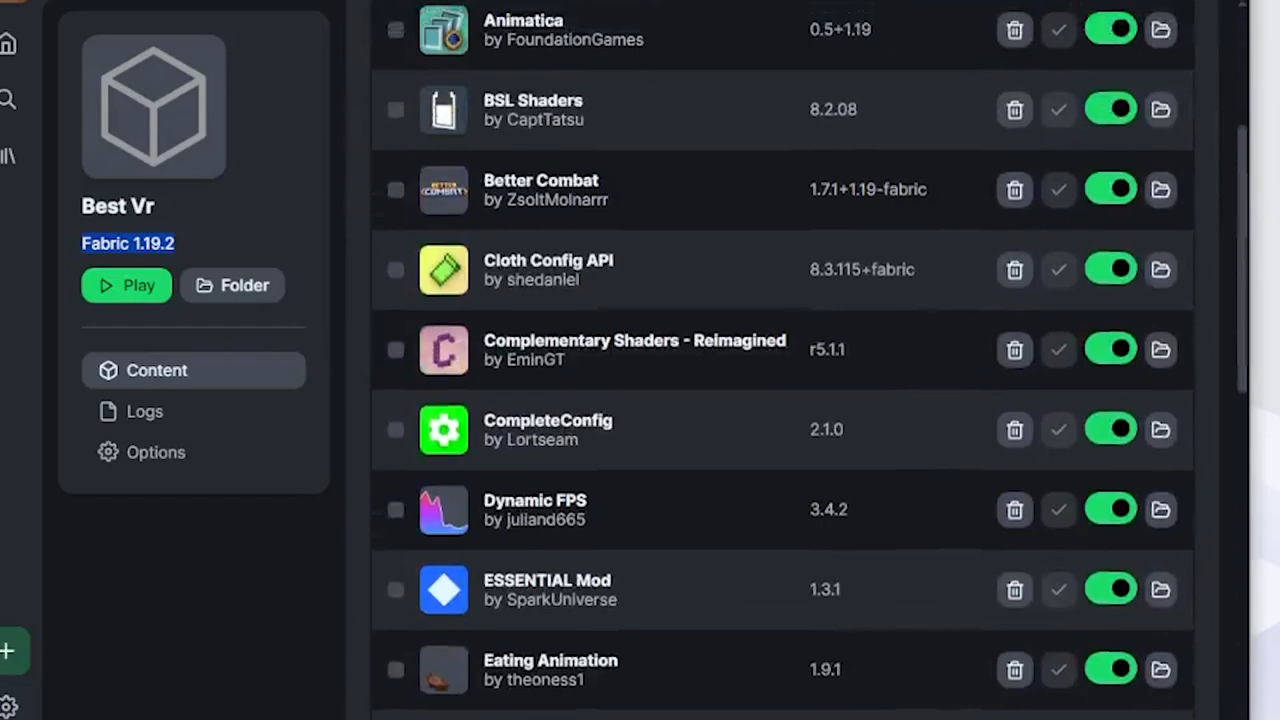 Best Vr
Fabric 1.19.2
Play
Folder
Content
Logs
Options
Animatica
by FoundationGames
0.5+1.19
BSL Shaders
by CaptTatsu
8.2.08
BETTER COMBAT
Better Combat
by ZsoltMolnarrr
1.7.1+1.19-fabric
Cloth Config API
by shedaniel
8.3.115+fabric
C
Complementary Shaders - Reimagined
by EminGT
r5.1.1
CompleteConfig
by Lortseam
2.1.0
Dynamic FPS
by juliand665
3.4.2
ESSENTIAL Mod
by SparkUniverse
1.3.1
Eating Animation
by theoness1
1.9.1